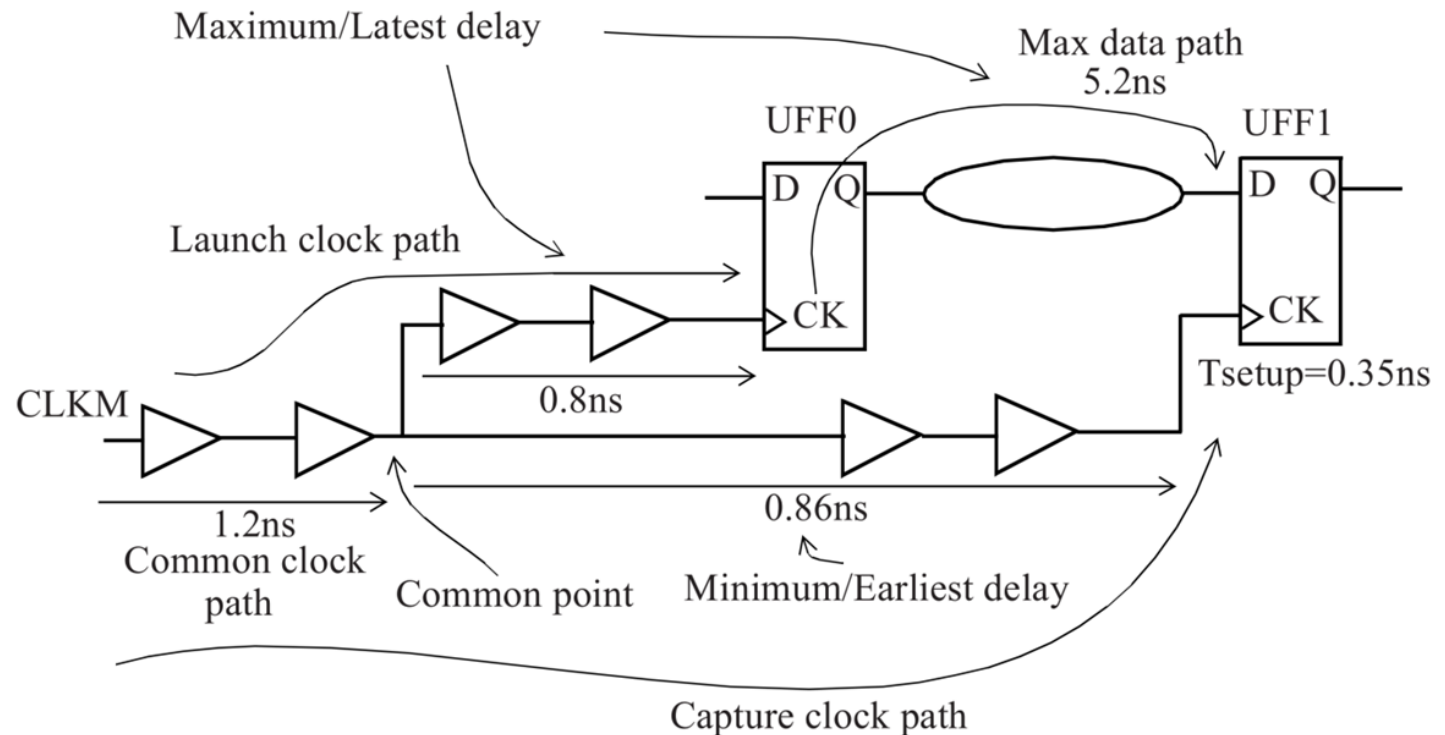 Maximum/Latest delay
Max data path
5.2ns
UFF0
UFF1
D Q
D Q
Launch clock path
CK
CK
Tsetup=0.35ns
0.8ns
CLKM
0.86ns
1.2ns
Common clock
path
Common point
Minimum/Earliest delay
Capture clock path